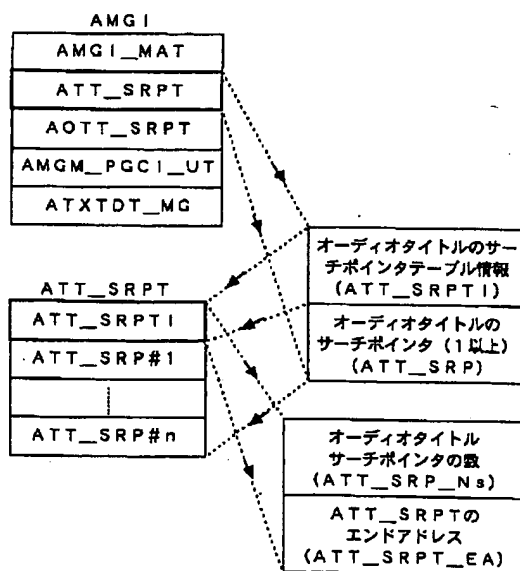 AMGI
AMGI_MAT
ATT_SRPT
AOTT_SRPT
AMGM_PGCI_UT
ATXTDT_MG
オーディオタイトルのサー
チポインタテーブル情報
(ATT_SRPTI)
オーディオタイトルの
サーチポインタ (1以上)
(ATT_SRP)
ATT_SRPT
ATT_SRPTI
ATT_SRP#1
ATT_SRP#n
オーディオタイトル
サーチポインタの数
(ATT_SRP_Ns)
ATT_SRPTの
エンドアドレス
(ATT_SRPT_EA)